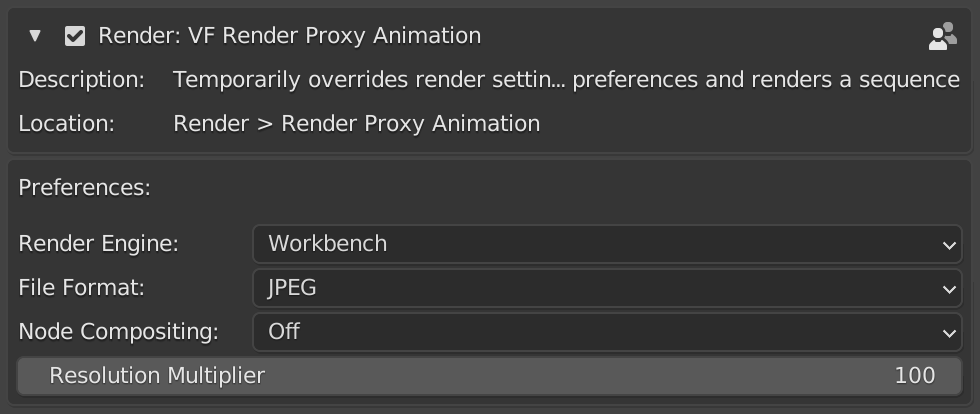 Render: VF Render Proxy Animation
Description: Temporarily overrides render settin... preferences and renders a sequence
Location: Render > Render Proxy Animation
Preferences:
Render Engine: Workbench
File Format: JPEG
Node Compositing: Off
Resolution Multiplier 100